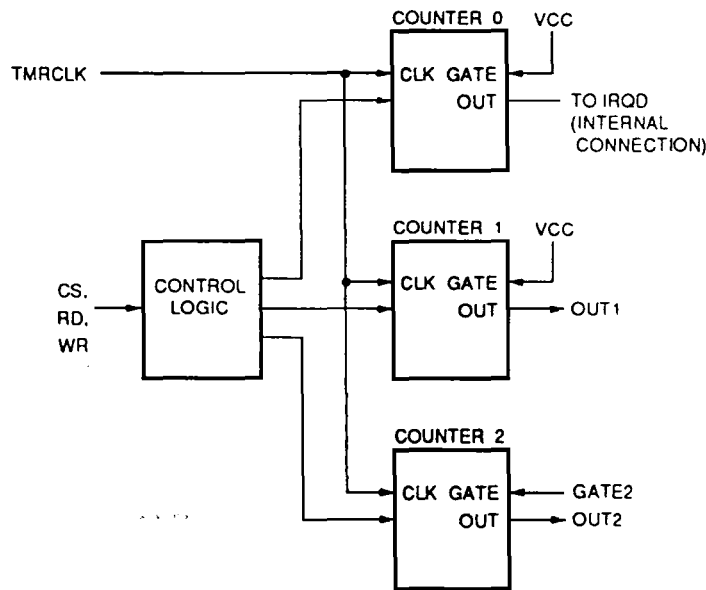 COUNTER 0
VCC
TMRCLK
CLK GATE
OUT
TO IRQD
(INTERNAL
CONNECTION)
COUNTER 1
VCC
CONTROL
LOGIC
CS,
RD,
WR
CLK GATE
OUT
OUT1
COUNTER 2
CLK GATE
GATE2
OUT
OUT2